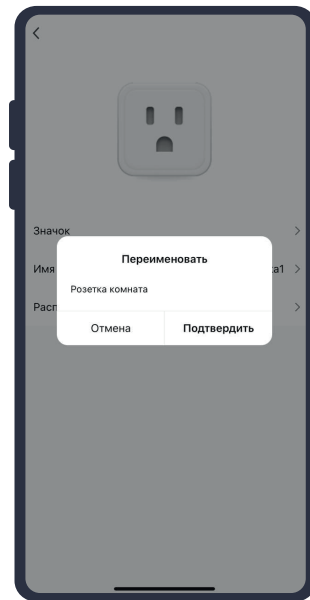 Значок
Переименовать
Имя
а1
Розетка комната
Расп
Отмена
Подтвердить